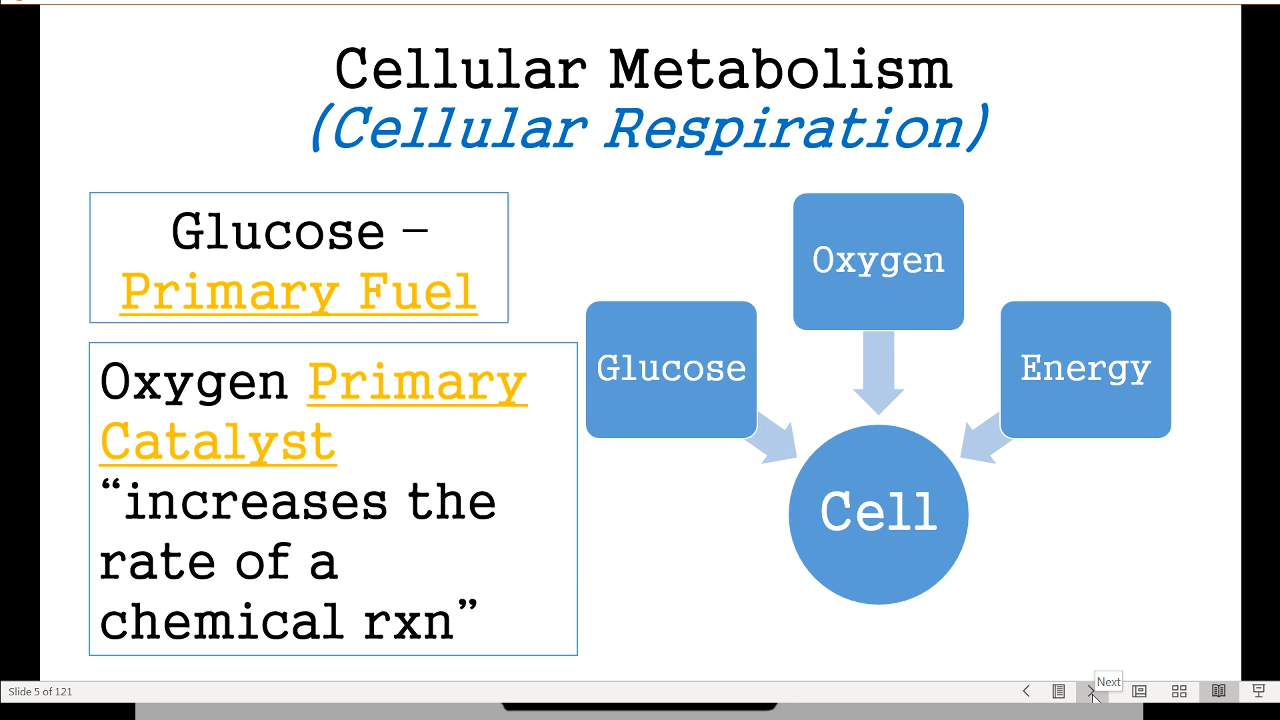 Cellular Metabolism
(Cellular Respiration)
Glucose –
Primary Fuel
Oxygen Primary
Catalyst
“increases the
rate of a
chemical rxn”
Oxygen
Glucose
Energy
Cell
Next
Slide 5 of 121